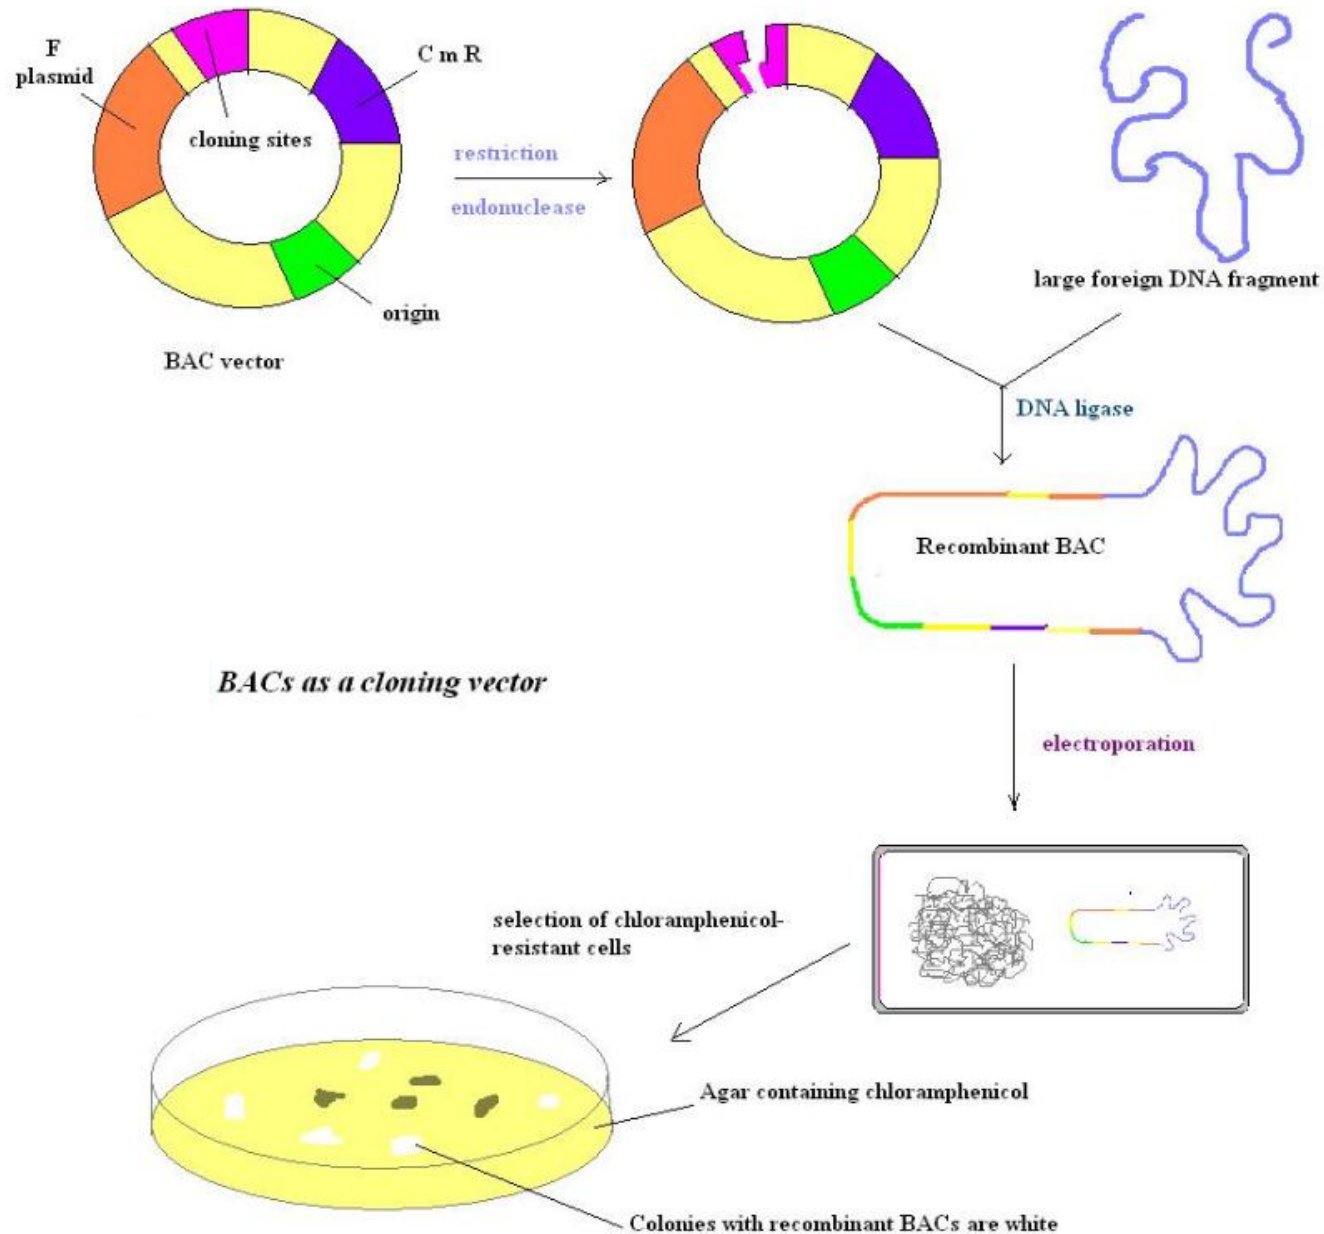 F
plasmid
C m R
cloning sites
origin
BAC vector
restriction
endonuclease
large foreign DNA fragment
DNA ligase
Recombinant BAC
BACs as a cloning vector
electroporation
selection of chloramphenicol-
resistant cells
Agar containing chloramphenicol
Colonies with recombinant BACs are white